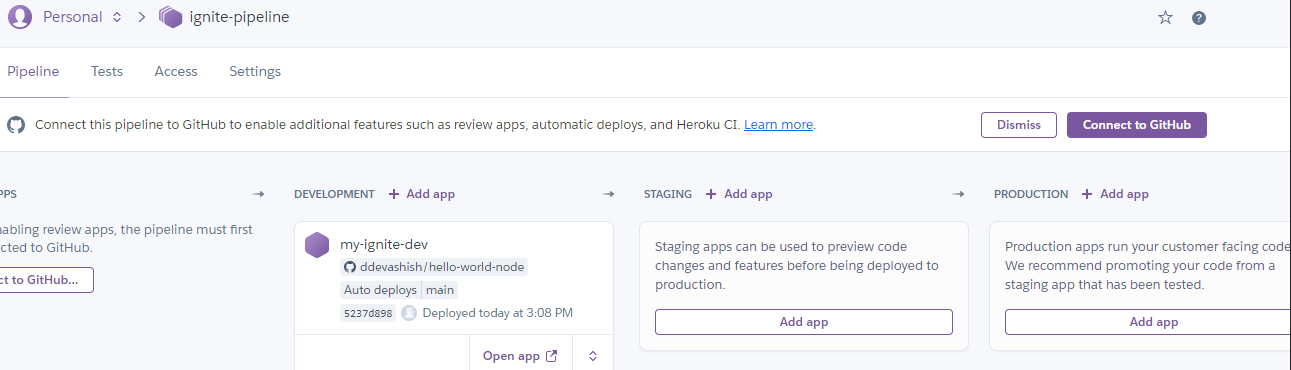 Personal ignite-pipeline
Pipeline Tests Access Settings
Connect this pipeline to GitHub to enable additional features such as review apps, automatic deploys, and Heroku CI. Learn more.
Dismiss
Connect to GitHub
PPS
nabling review apps, the pipeline must first
cted to GitHub.
ct to GitHub...
DEVELOPMENT + Add app
my-ignite-dev
ddevashish/hello-world-node
Auto deploys main
5237d898 Deployed today at 3:08 PM
Open app
STAGING + Add app
Staging apps can be used to preview code
changes and features before being deployed to
production.
Add app
PRODUCTION + Add app
Production apps run your customer facing code
We recommend promoting your code from a
staging app that has been tested.
Add app